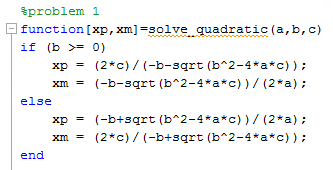 %problem 1
function[xp,xm]=solve_quadratic(a,b,c)
if (b >= 0)
xp = (2*c)/(-b-sqrt(b^2-4*a*c));
xm = (-b-sqrt(b^2-4*a*c))/(2*a);
else
xp = (-b+sqrt(b^2-4*a*c))/(2*a);
xm = (2*c)/(-b+sqrt(b^2-4*a*c));
end